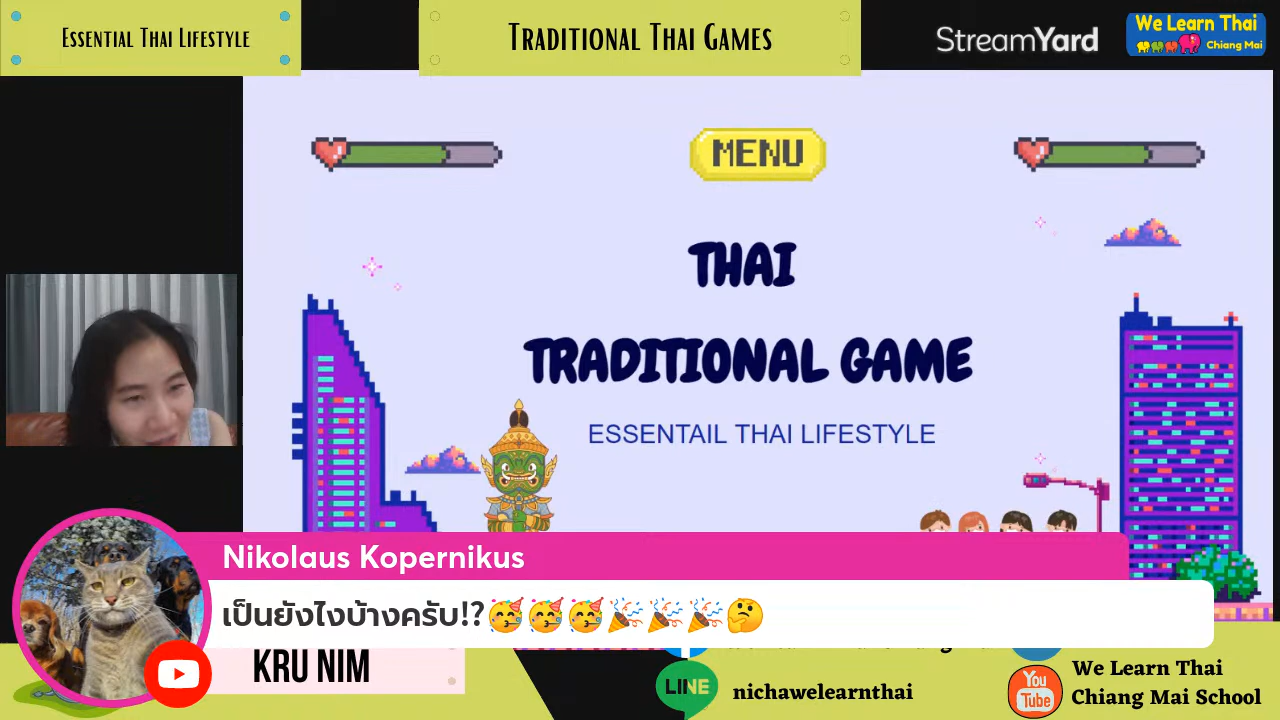 ESSENTIAL THAI LIFESTYLE
TRADITIONAL THAI GAMES
StreamYard
We Learn Thai
Chiang Mai
MENU
THAI
TRADITIONAL GAME
ESSENTAIL THAI LIFESTYLE
Nikolaus Kopernikus
เป็นยังไงบ้างครับ!?🥳🥳🥳🎉🎉🎉🤔
KRU NIM
LINE
nichawelearnthai
You
Tube
We Learn Thai
Chiang Mai School